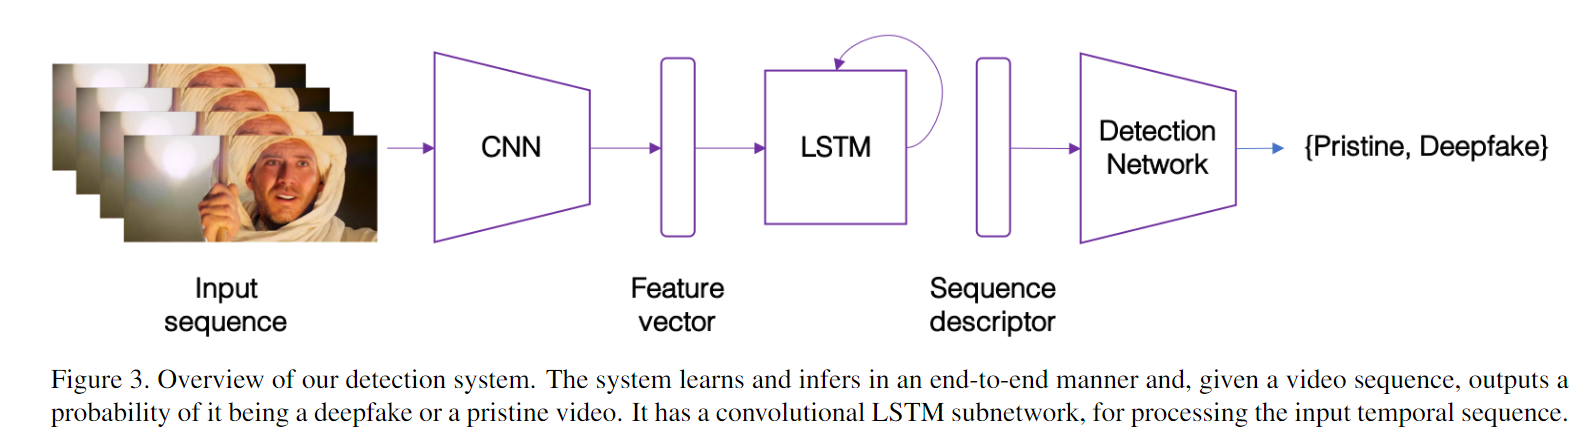 CNN
LSTM
Detection
Network
{Pristine, Deepfake}
Input
sequence
Feature
vector
Sequence
descriptor
Figure 3. Overview of our detection system. The system learns and infers in an end-to-end manner and, given a video sequence, outputs a
probability of it being a deepfake or a pristine video. It has a convolutional LSTM subnetwork, for processing the input temporal sequence.